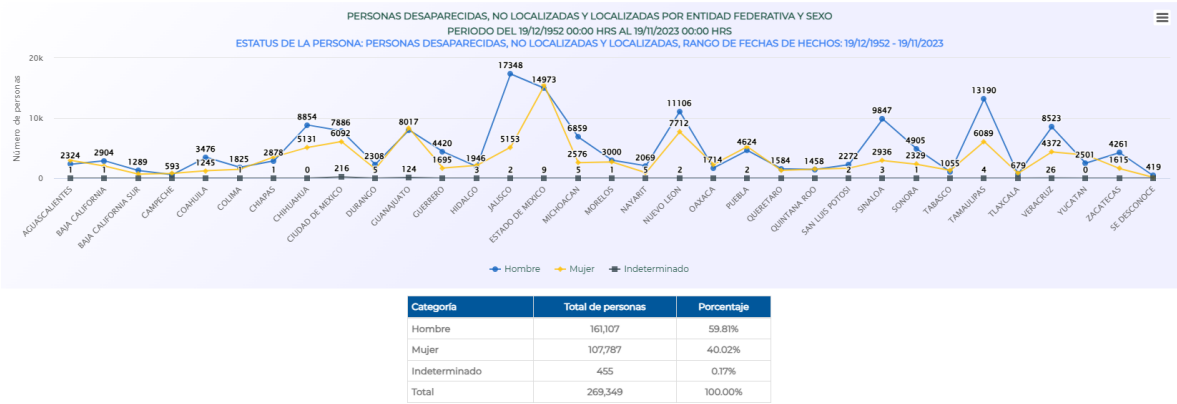 PERSONAS DESAPARECIDAS, NO LOCALIZADAS Y LOCALIZADAS POR ENTIDAD FEDERATIVA Y SEXO
PERIODO DEL 19/12/1952 00:00 HRS AL 19/11/2023 00:00 HRS
ESTATUS DE LA PERSONA: PERSONAS DESAPARECIDAS, NO LOCALIZADAS Y LOCALIZADAS, RANGO DE FECHAS DE HECHOS: 19/12/1952 - 19/11/2023
Número de personas
20k
10k
0
17348
14973
13190
11106
9847
8854
8523
8017
7886
7712
6859
6092
6089
5153
5131
4905
4624
4420
4372
4261
3476
3000
2936
2904
2878
2576
2501
2329
2324
2308
2272
2069
1946
1825
1714
1695
1615
1584
1458
1289
1245
1055
679
593
419
1 1 1 0 216 5 124 3 2 9 5 1 5 2 2 2 3 1 4 26 0
AGUASCALIENTES
BAJA CALIFORNIA
BAJA CALIFORNIA SUR
CAMPECHE
COAHUILA
COLIMA
CHIAPAS
CHIHUAHUA
CIUDAD DE MEXICO
DURANGO
GUANAJUATO
GUERRERO
HIDALGO
JALISCO
ESTADO DE MEXICO
MICHOACAN
MORELOS
NAYARIT
NUEVO LEON
OAXACA
PUEBLA
QUERETARO
QUINTANA ROO
SAN LUIS POTOSI
SINALOA
SONORA
TABASCO
TAMAULIPAS
TLAXCALA
VERACRUZ
YUCATAN
ZACATECAS
SE DESCONOCE
Hombre Mujer Indeterminado
Categoría Total de personas Porcentaje
Hombre 161,107 59.81%
Mujer 107,787 40.02%
Indeterminado 455 0.17%
Total 269,349 100.00%